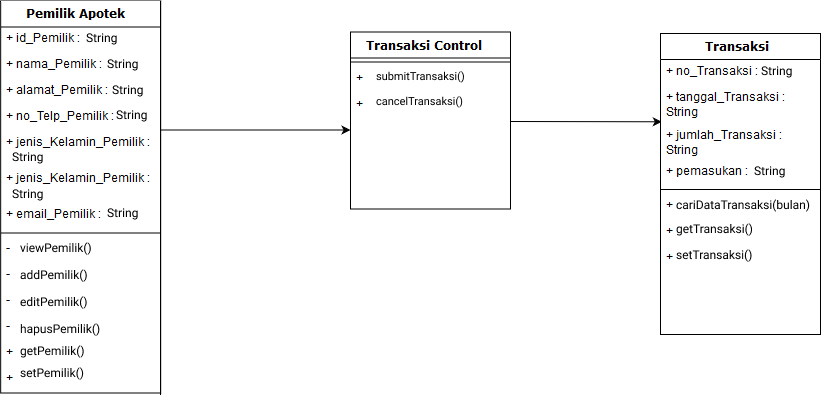 Pemilik Apotek
+ id_Pemilik : String
+ nama_Pemilik : String
+ alamat_Pemilik : String
+ no_Telp_Pemilik : String
+ jenis_Kelamin_Pemilik :
String
+ jenis_Kelamin_Pemilik :
String
+ email_Pemilik : String
- viewPemilik()
- addPemilik()
- editPemilik()
- hapusPemilik()
+ getPemilik()
+ setPemilik()
Transaksi Control
+ submitTransaksi()
+ cancelTransaksi()
Transaksi
+ no_Transaksi : String
+ tanggal_Transaksi :
String
+ jumlah_Transaksi :
String
+ pemasukan : String
+ cariDataTransaksi(bulan)
+ getTransaksi()
+ setTransaksi()